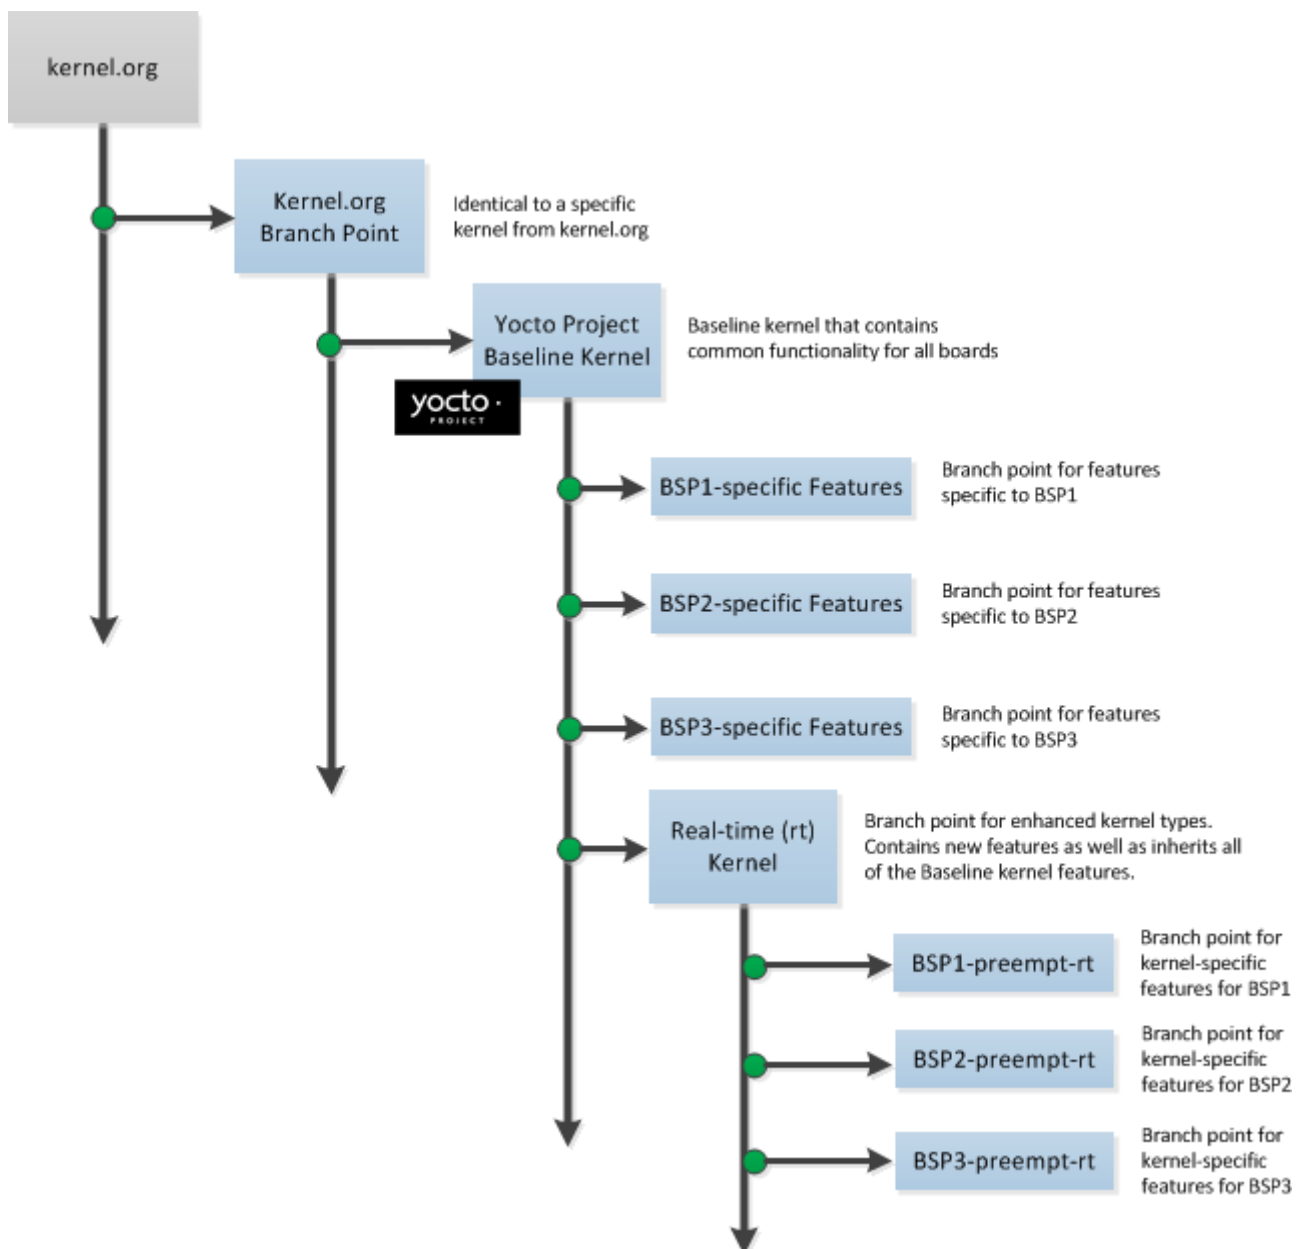 kernel.org
Kernel.org
Branch Point
Identical to a specific
kernel from kernel.org
Yocto Project
Baseline Kernel
Baseline kernel that contains
common functionality for all boards
yocto ·
PROJECT
BSP1-specific Features
Branch point for features
specific to BSP1
BSP2-specific Features
Branch point for features
specific to BSP2
BSP3-specific Features
Branch point for features
specific to BSP3
Real-time (rt)
Kernel
Branch point for enhanced kernel types.
Contains new features as well as inherits all
of the Baseline kernel features.
BSP1-preempt-rt
Branch point for
kernel-specific
features for BSP1
BSP2-preempt-rt
Branch point for
kernel-specific
features for BSP2
BSP3-preempt-rt
Branch point for
kernel-specific
features for BSP3